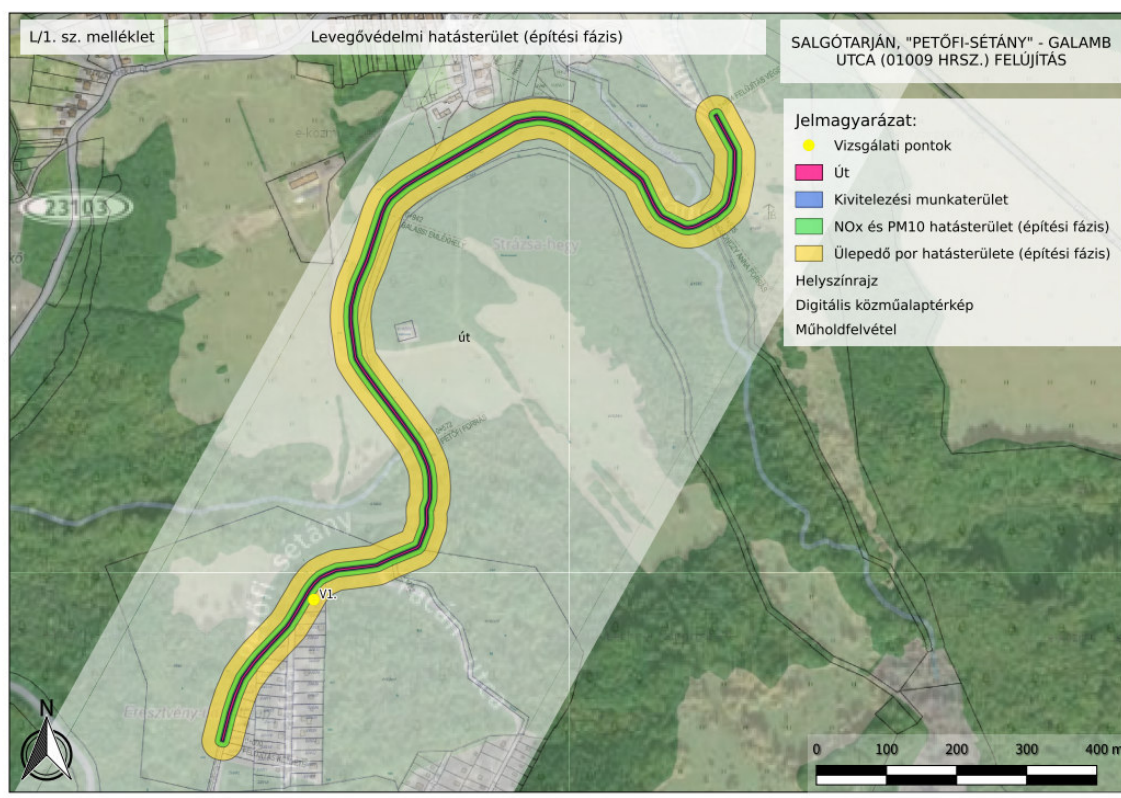 L/1. sz. melléklet
Levegővédelmi hatásterület (építési fázis)
SALGÓTARJÁN, "PETŐFI-SÉTÁNY" - GALAMB
UTCA (01009 HRSZ.) FELÚJÍTÁS
Jelmagyarázat:
Vizsgálati pontok
Út
Kivitelezési munkaterület
NOx és PM10 hatásterület (építési fázis)
Ülepedő por hatásterülete (építési fázis)
Helyszínrajz
Digitális közműalaptérkép
Műholdfelvétel
23103
Strázsa-hegy
út
PETŐFI FORRÁS
sétány
V1.
N
0 100 200 300 400 m